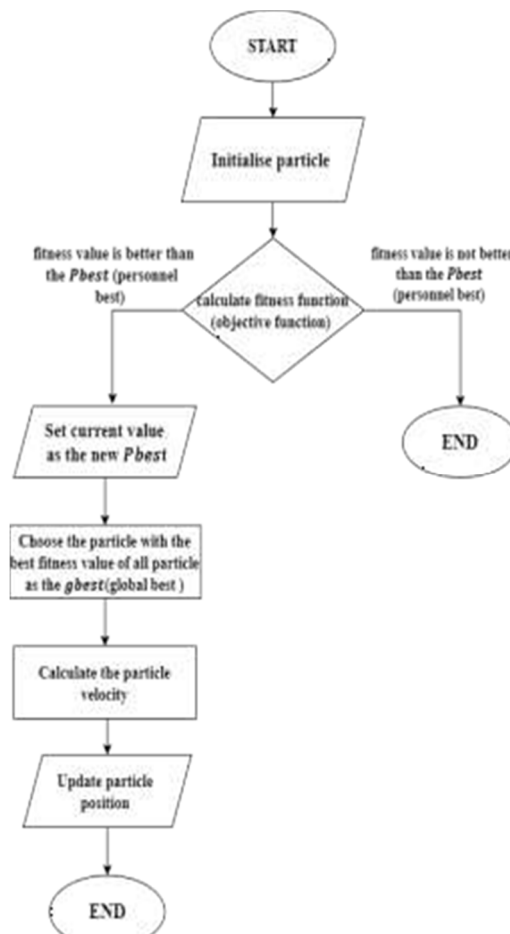 START
Initialise particle
fitness value is better than
the Pbest (personnel
best)
fitness value is not better
than the Pbest
(personnel best)
calculate fitness function
(objective function)
Set current value
as the new Pbest
END
Choose the particle with the
best fitness value of all particle
as the gbest(global best )
Calculate the particle
velocity
Update particle
position
END